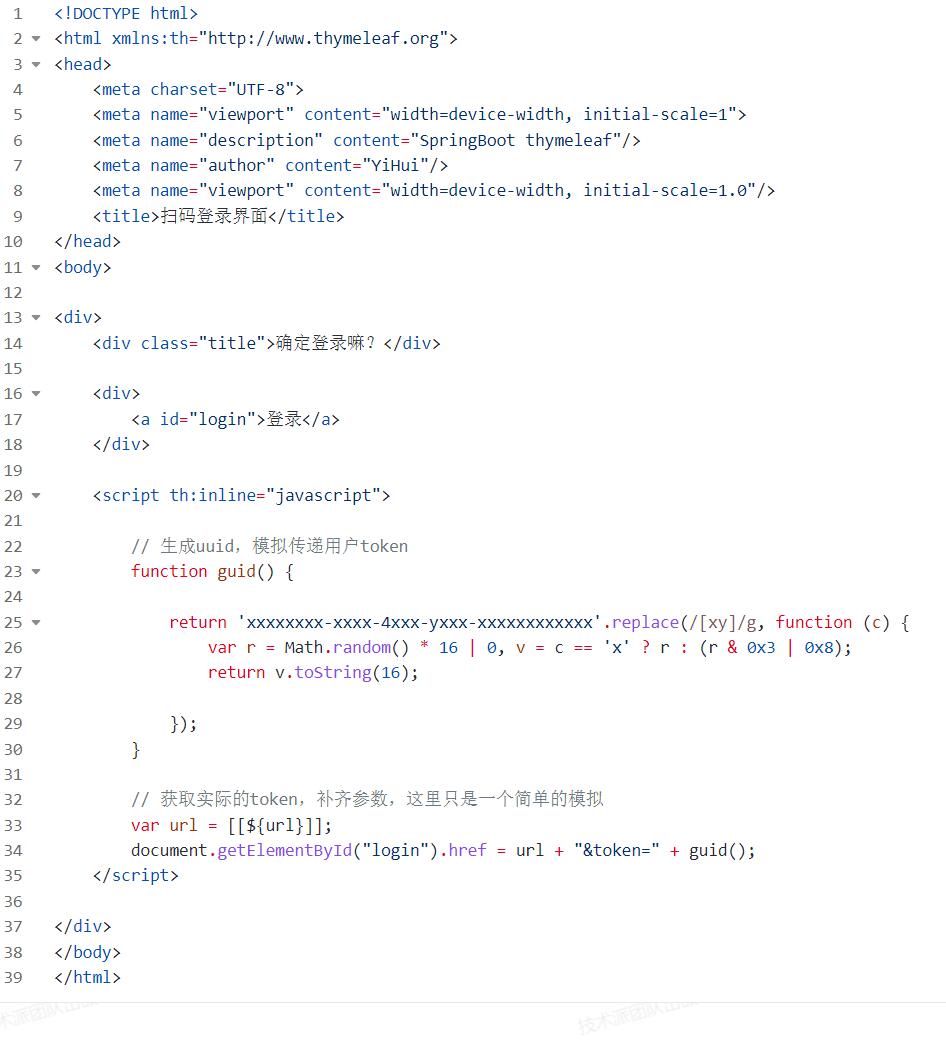 1 <!DOCTYPE html>
2 <html xmlns:th="http://www.thymeleaf.org">
3 <head>
4     <meta charset="UTF-8">
5     <meta name="viewport" content="width=device-width, initial-scale=1">
6     <meta name="description" content="SpringBoot thymeleaf"/>
7     <meta name="author" content="YiHui"/>
8     <meta name="viewport" content="width=device-width, initial-scale=1.0"/>
9     <title>扫码登录界面</title>
10 </head>
11 <body>
12
13 <div>
14     <div class="title">确定登录嘛？</div>
15
16     <div>
17         <a id="login">登录</a>
18     </div>
19
20     <script th:inline="javascript">
21
22         // 生成uuid，模拟传递用户token
23         function guid() {
24
25             return 'xxxxxxxx-xxxx-4xxx-yxxx-xxxxxxxxxxxx'.replace(/[xy]/g, function (c) {
26                 var r = Math.random() * 16 | 0, v = c == 'x' ? r : (r & 0x3 | 0x8);
27                 return v.toString(16);
28
29             });
30         }
31
32         // 获取实际的token，补齐参数，这里只是一个简单的模拟
33         var url = [[${url}]];
34         document.getElementById("login").href = url + "&token=" + guid();
35     </script>
36
37 </div>
38 </body>
39 </html>
术派团队
技术派团队